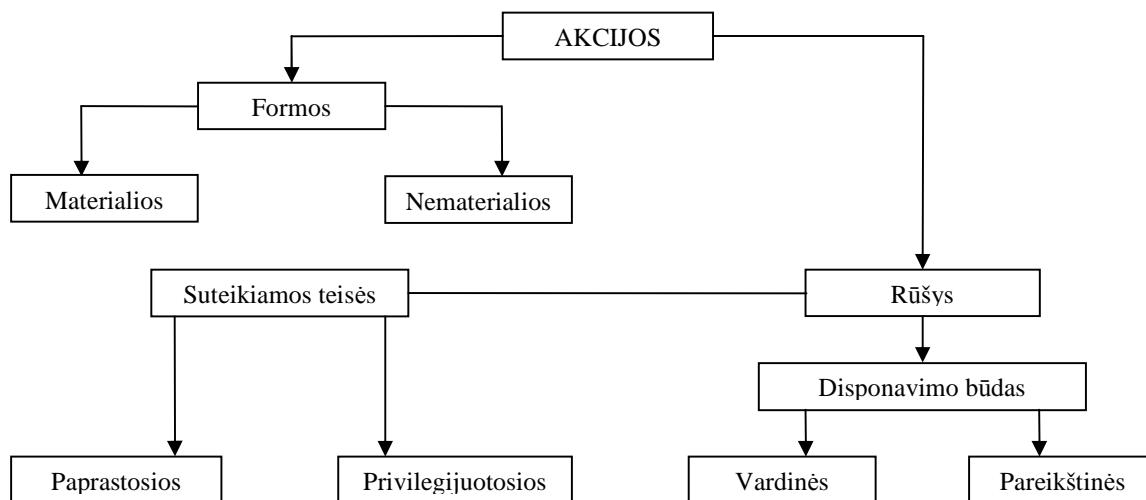 AKCIJOS
Formos
Materialios
Nematerialios
Suteikiamos teisės
Rūšys
Disponavimo būdas
Paprastosios
Privilegijuotosios
Vardinės
Pareikštinės